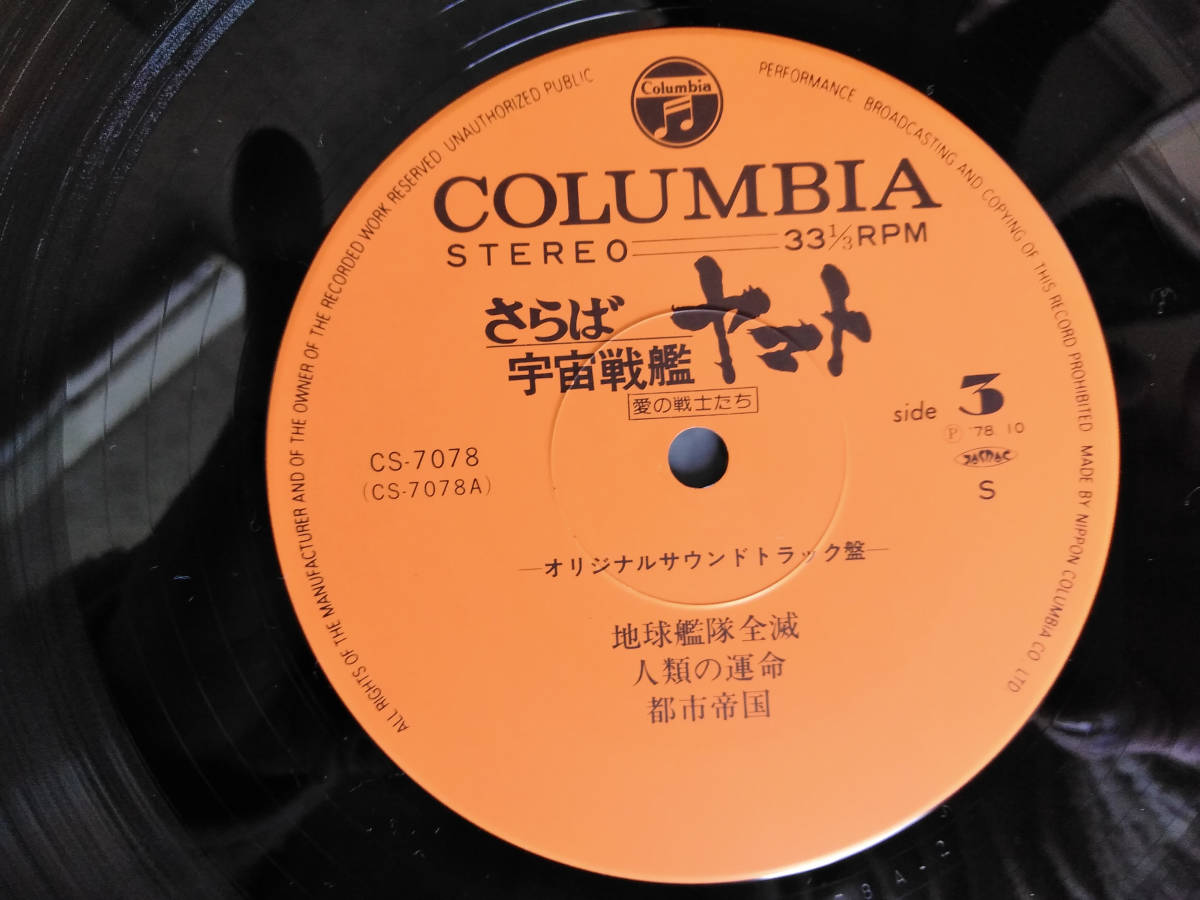 Columbia
COLUMBIA
STEREO 33 1/3 RPM
さらば
宇宙戦艦
ヤマト
愛の戦士たち
side 3
Ⓟ '78.10
JASRAC
S
CS-7078
(CS-7078A)
—オリジナルサウンドトラック盤—
地球艦隊全滅
人類の運命
都市帝国
ALL RIGHTS OF THE MANUFACTURER AND OF THE OWNER OF THE RECORDED WORK RESERVED UNAUTHORIZED PUBLIC PERFORMANCE BROADCASTING AND COPYING OF THIS RECORD PROHIBITED MADE BY NIPPON COLUMBIA CO. LTD